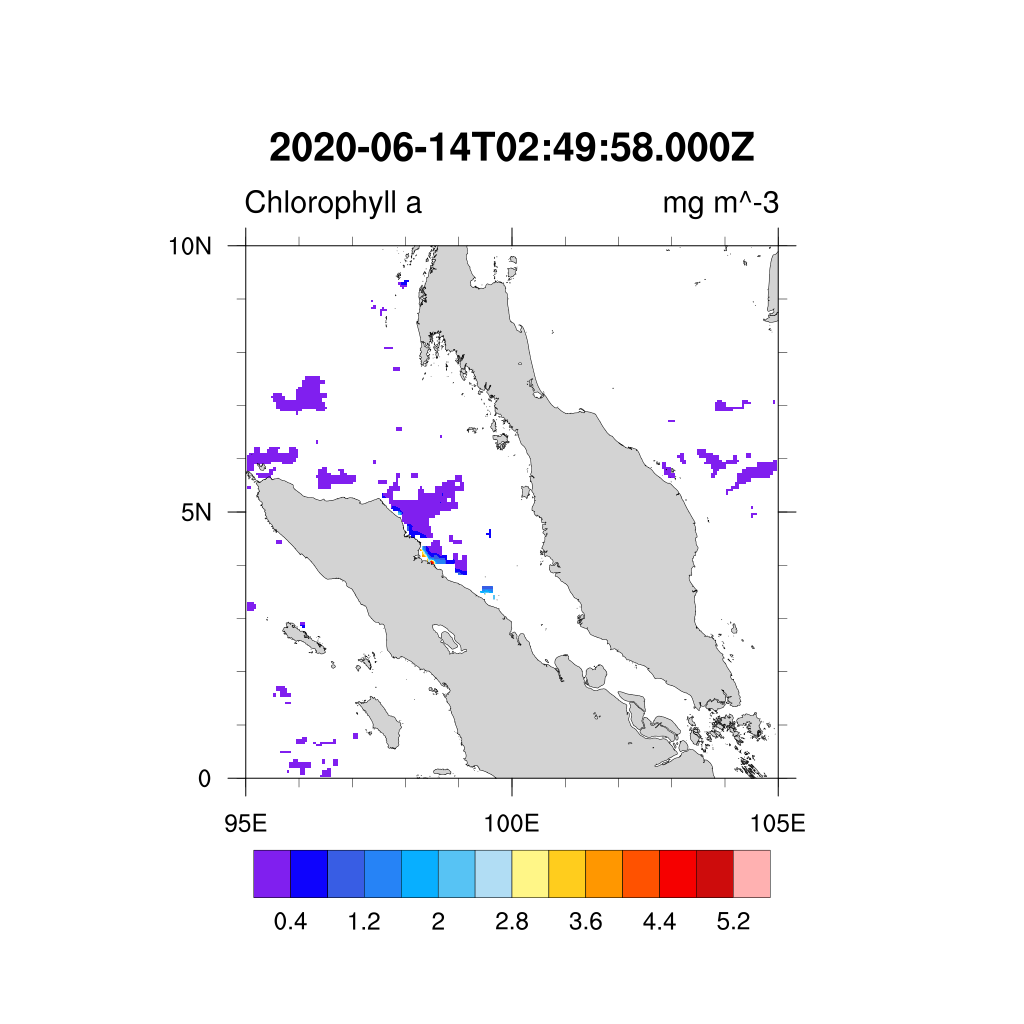 2020-06-14T02:49:58.000Z
Chlorophyll a mg m^-3
10N
5N
0
95E 100E 105E
0.4 1.2 2 2.8 3.6 4.4 5.2